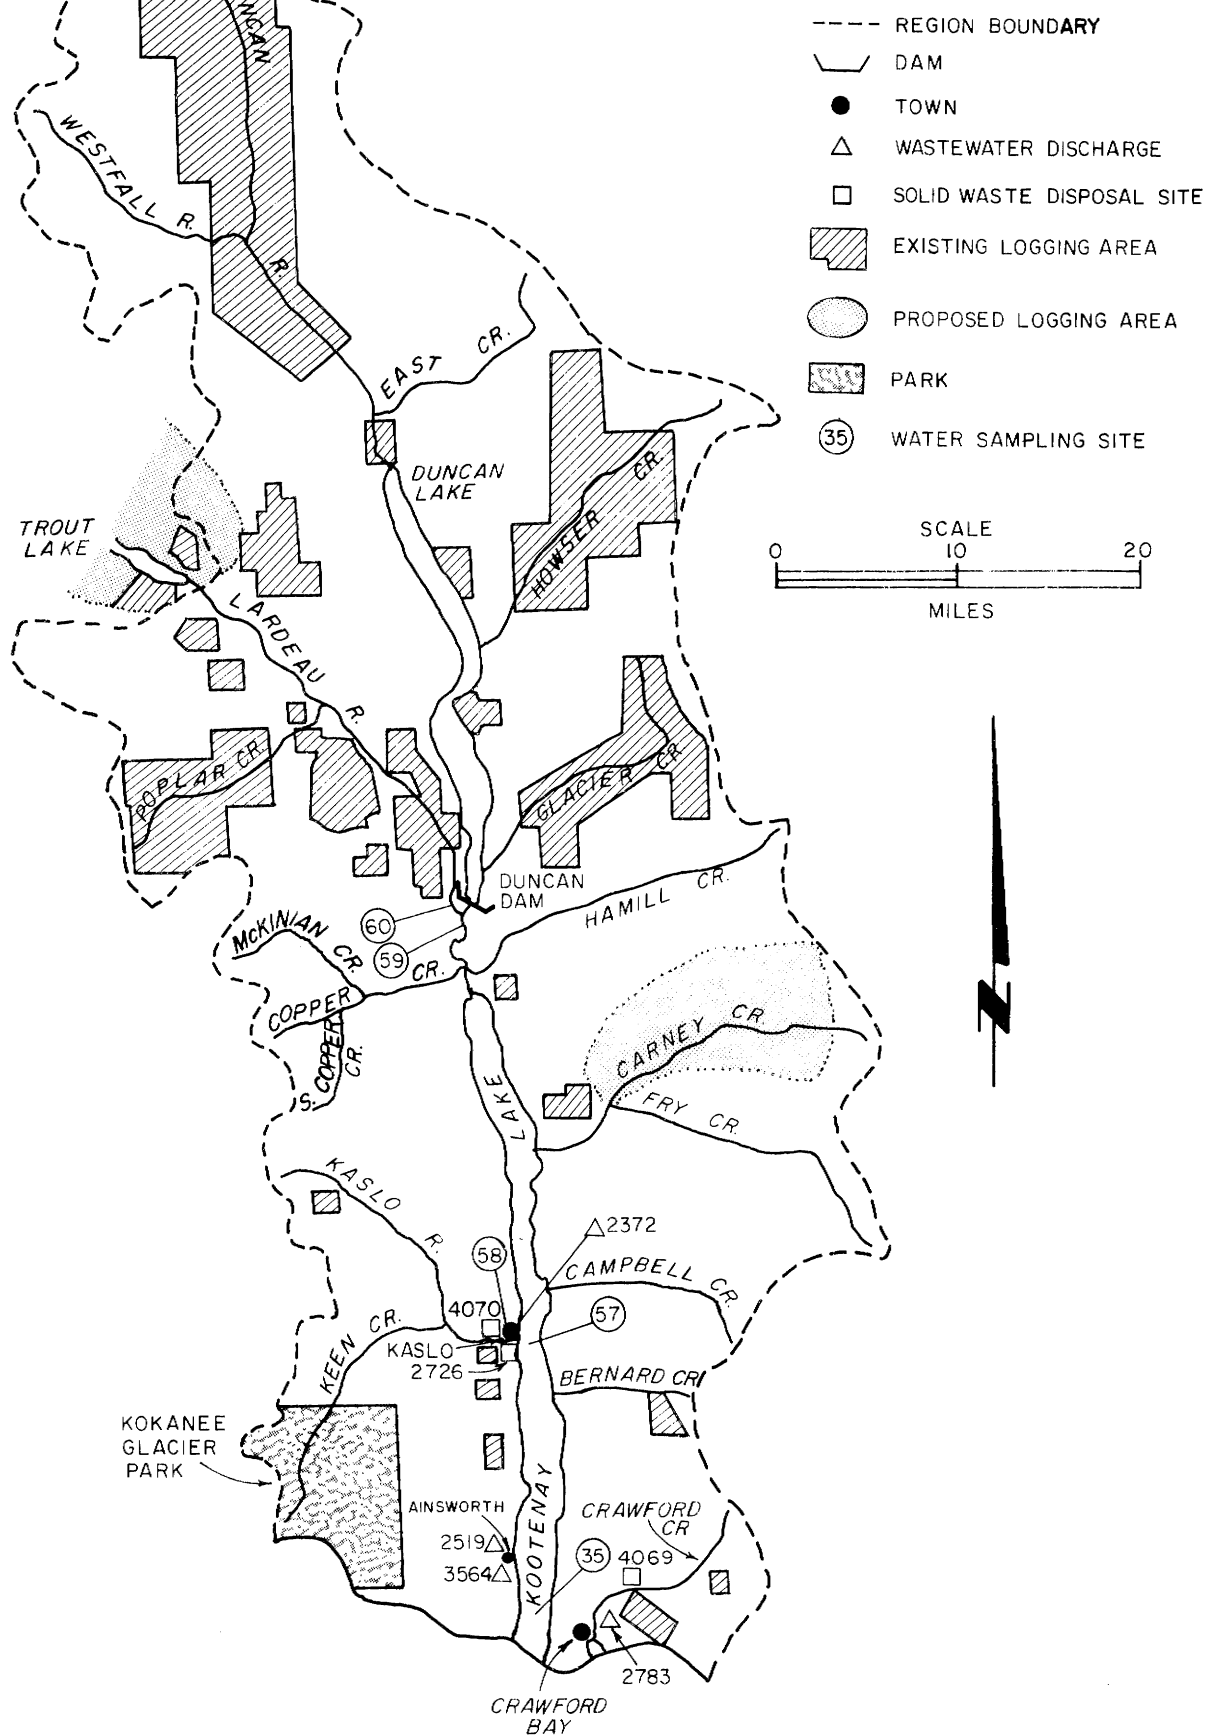 NCAN
WESTFALL R.
R.
EAST CR.
DUNCAN
LAKE
HOWSER CR.
TROUT
LAKE
LARDEAU R.
POPLAR CR.
GLACIER CR.
DUNCAN
DAM
HAMILL CR.
60
59
McKINIAN CR.
COPPER CR.
S. COPPER CR.
CARNEY CR.
FRY CR.
LAKE
KASLO R.
2372
58
CAMPBELL CR.
4070
57
KASLO
2726
KEEN CR.
BERNARD CR
KOKANEE
GLACIER
PARK
AINSWORTH
2519
3564
KOOTENAY
35
4069
CRAWFORD
CR
2783
CRAWFORD
BAY
REGION BOUNDARY
DAM
TOWN
WASTEWATER DISCHARGE
SOLID WASTE DISPOSAL SITE
EXISTING LOGGING AREA
PROPOSED LOGGING AREA
PARK
35 WATER SAMPLING SITE
SCALE
0 10 20
MILES
N